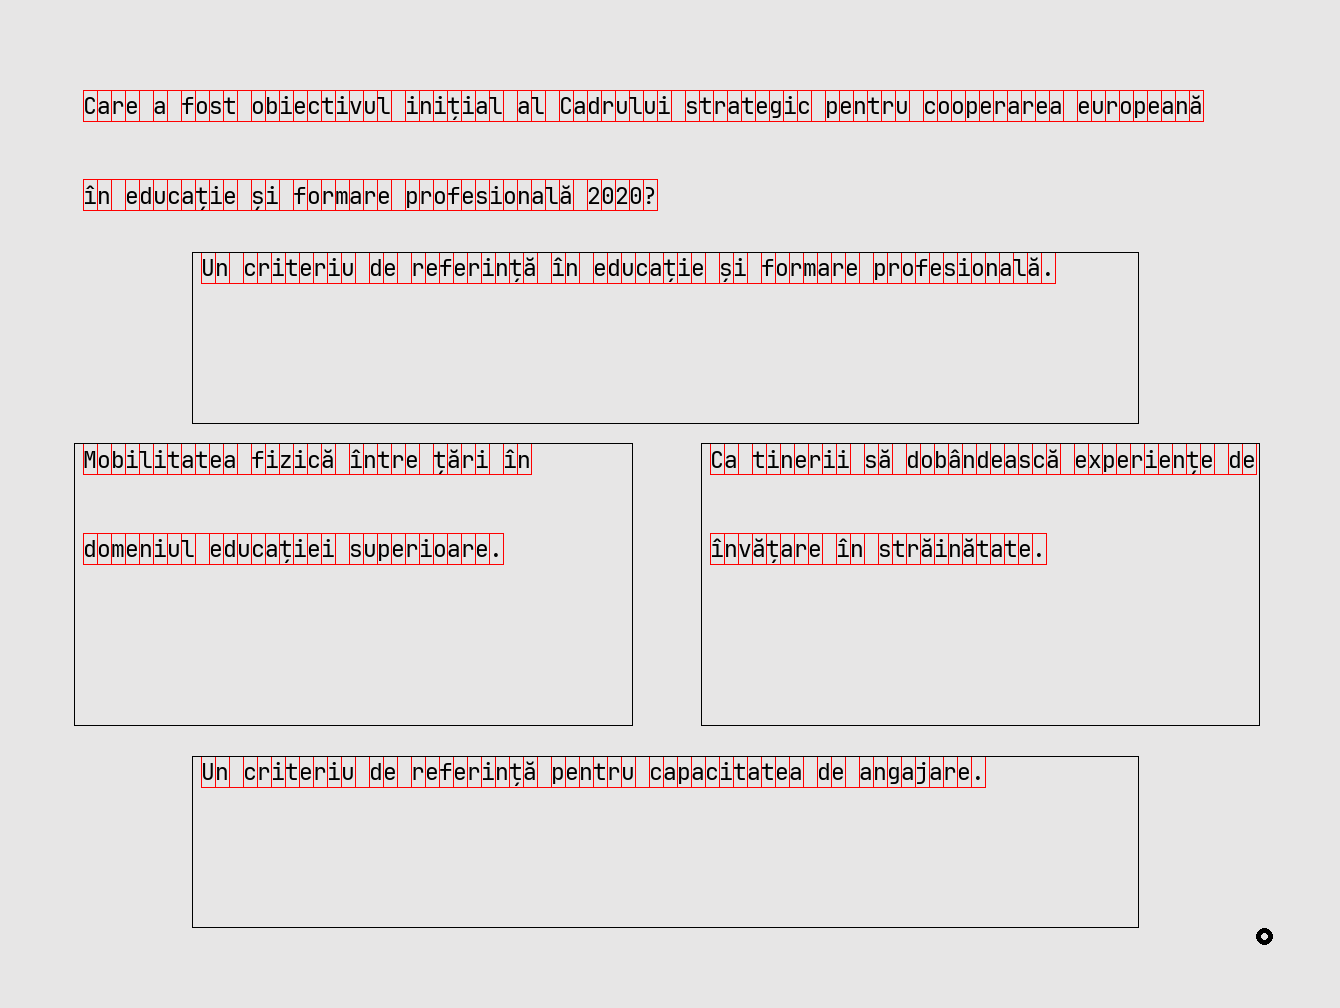 Care a fost obiectivul inițial al Cadrului strategic pentru cooperarea europeană
în educație și formare profesională 2020?
Un criteriu de referință în educație și formare profesională.
Mobilitatea fizică între țări în
domeniul educației superioare.
Ca tinerii să dobândească experiențe de
învățare în străinătate.
Un criteriu de referință pentru capacitatea de angajare.